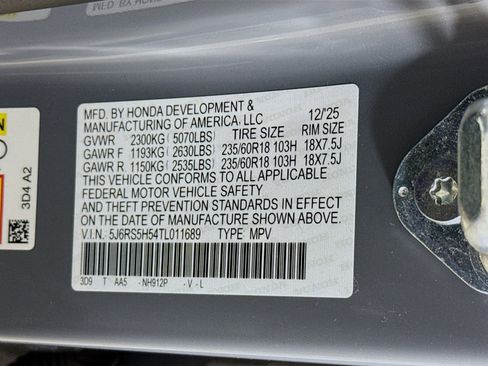 MFD. BY HONDA DEVELOPMENT &
MANUFACTURING OF AMERICA, LLC 12/25
GVWR 2300KG (5070LBS) TIRE SIZE RIM SIZE
GAWR F 1193KG (2630LBS) 235/60R18 103H 18X7.5J
GAWR R 1150KG (2535LBS) 235/60R18 103H 18X7.5J
THIS VEHICLE CONFORMS TO ALL APPLICABLE
FEDERAL MOTOR VEHICLE SAFETY
AND THEFT PREVENTION STANDARDS IN EFFECT
ON THE DATE OF MANUFACTURE SHOWN ABOVE.
V.I.N.: 5J6RS5H54TL011689 TYPE: MPV
3D9 T AA5 - NH912P - V - L
3D4 A2